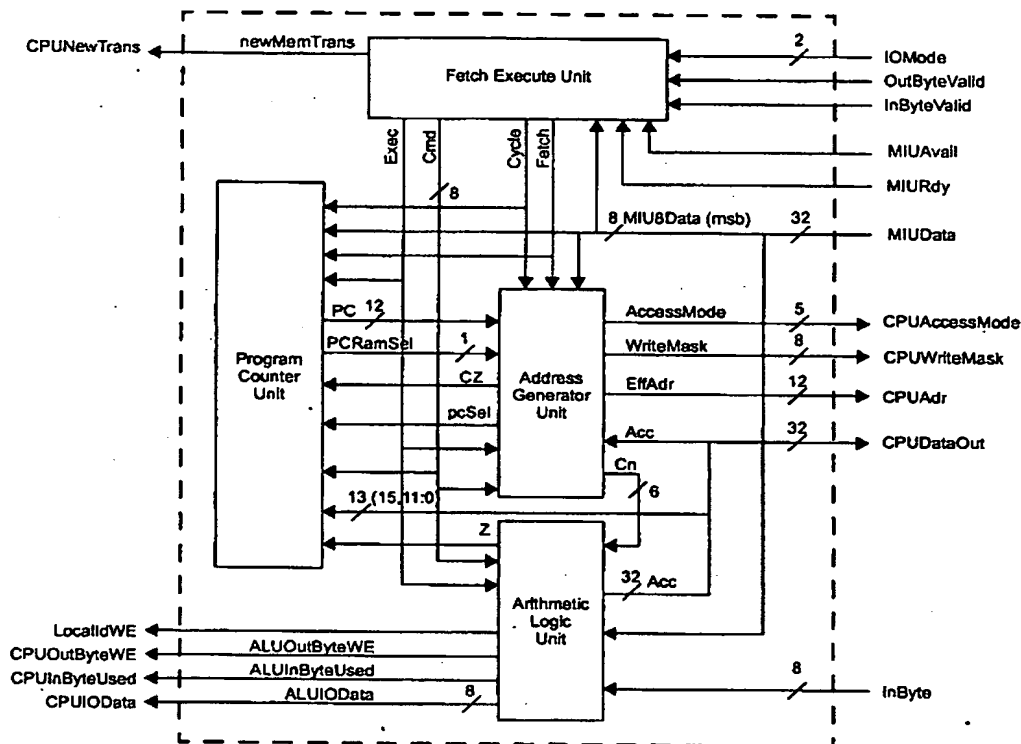 CPUNewTrans
newMemTrans
Fetch Execute Unit
2
IOMode
OutByteValid
InByteValid
MIUAvail
MIURdy
Exec
Cmd
Cycle
Fetch
8
8 MIU8Data (msb)
32
MIUData
PC 12
PCRamSel
1
CZ
pcSel
Program
Counter
Unit
Address
Generator
Unit
AccessMode
5
CPUAccessMode
WriteMask
8
CPUWriteMask
EffAdr
12
CPUAdr
Acc
32
CPUDataOut
Cn
6
13 (15,11:0)
Z
32 Acc
Arithmetic
Logic
Unit
LocalIdWE
CPUOutByteWE
ALUOutByteWE
CPUInByteUsed
ALUInByteUsed
CPUIOData
ALUIOData
8
8
InByte